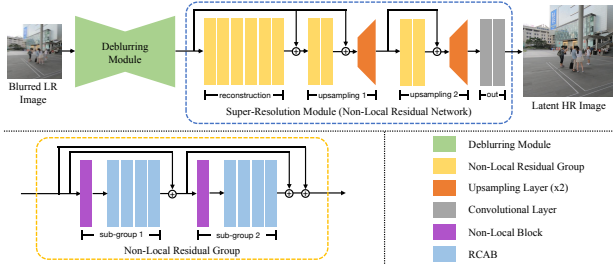 Deblurring
Module
Blurred LR
Image
reconstruction
upsampling 1
upsampling 2
out
Super-Resolution Module (Non-Local Residual Network)
Latent HR Image
sub-group 1
sub-group 2
Non-Local Residual Group
Deblurring Module
Non-Local Residual Group
Upsampling Layer (x2)
Convolutional Layer
Non-Local Block
RCAB